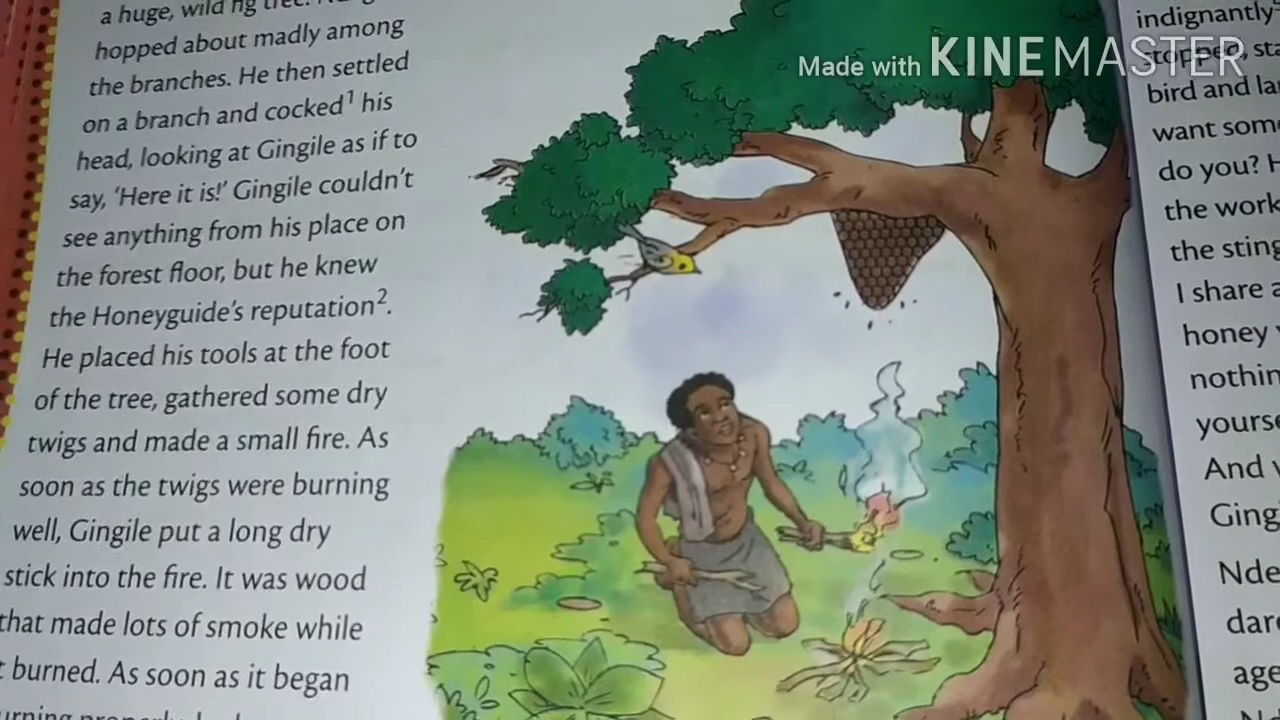 a huge, wild fig tree.
hopped about madly among
the branches. He then settled
on a branch and cocked¹ his
head, looking at Gingile as if to
say, ‘Here it is!’ Gingile couldn’t
see anything from his place on
the forest floor, but he knew
the Honeyguide’s reputation².
He placed his tools at the foot
of the tree, gathered some dry
twigs and made a small fire. As
soon as the twigs were burning
well, Gingile put a long dry
stick into the fire. It was wood
that made lots of smoke while
burned. As soon as it began
Made with KINEMASTER
indignantly
stopped, sta
bird and la
want som
do you? H
the work
the sting
I share a
honey
nothin
yourse
And
Ging
Nde
dar
age